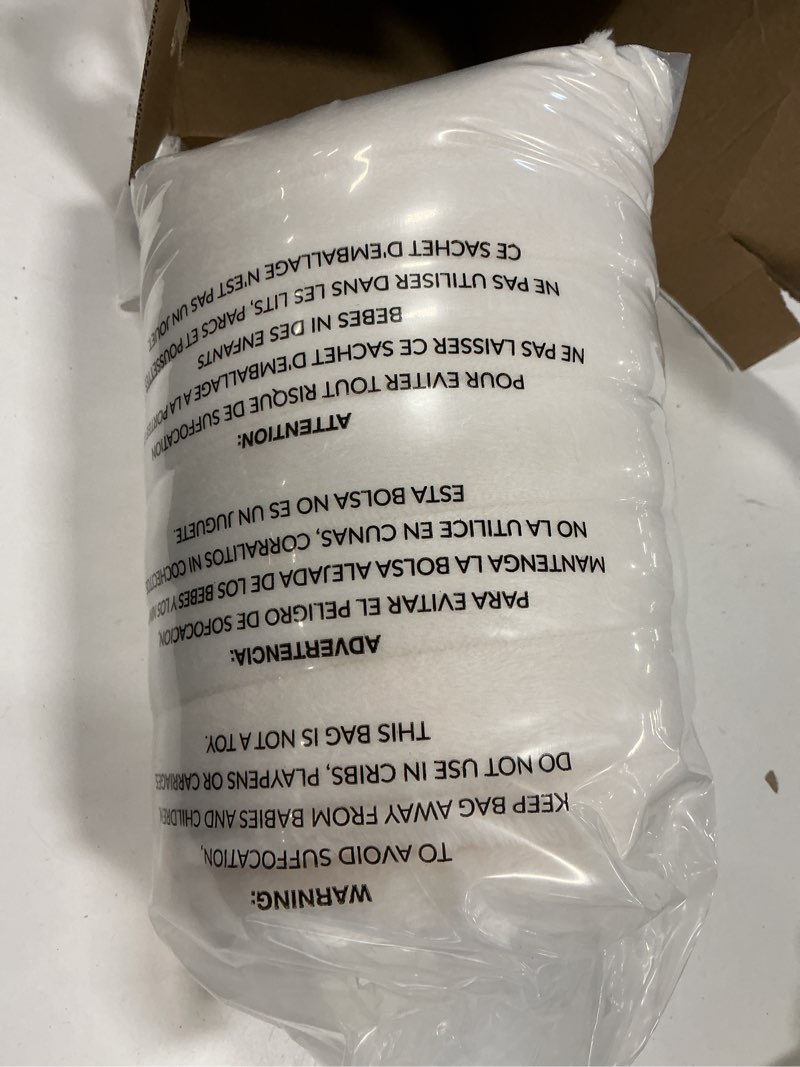 WARNING:
TO AVOID SUFFOCATION,
KEEP BAG AWAY FROM BABIES AND CHILDREN.
DO NOT USE IN CRIBS, PLAYPENS OR CARRIAGES.
THIS BAG IS NOT A TOY.
ADVERTENCIA:
PARA EVITAR EL PELIGRO DE SOFOCACION,
MANTENGA LA BOLSA ALEJADA DE LOS BEBES Y LOS
NO LA UTILICE EN CUNAS, CORRALITOS NI
ESTA BOLSA NO ES UN JUGUETE.
ATTENTION:
POUR EVITER TOUT RISQUE DE SUFFOCATION
NE PAS LAISSER CE SACHET D'EMBALLAGE A LA
BEBES NI DES ENFANTS
NE PAS UTILISER DANS LES LITS, PARCS ET
CE SACHET D'EMBALLAGE N'EST PAS UN JOUET